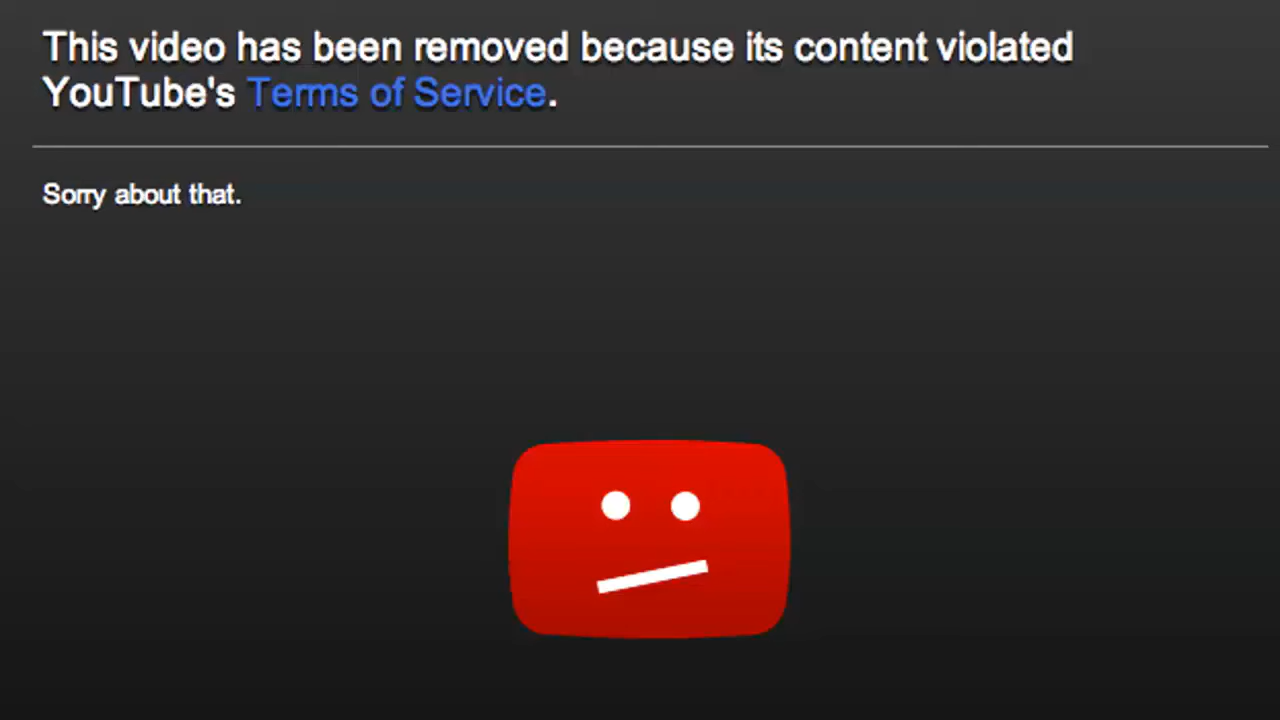 This video has been removed because its content violated
YouTube's Terms of Service.
Sorry about that.